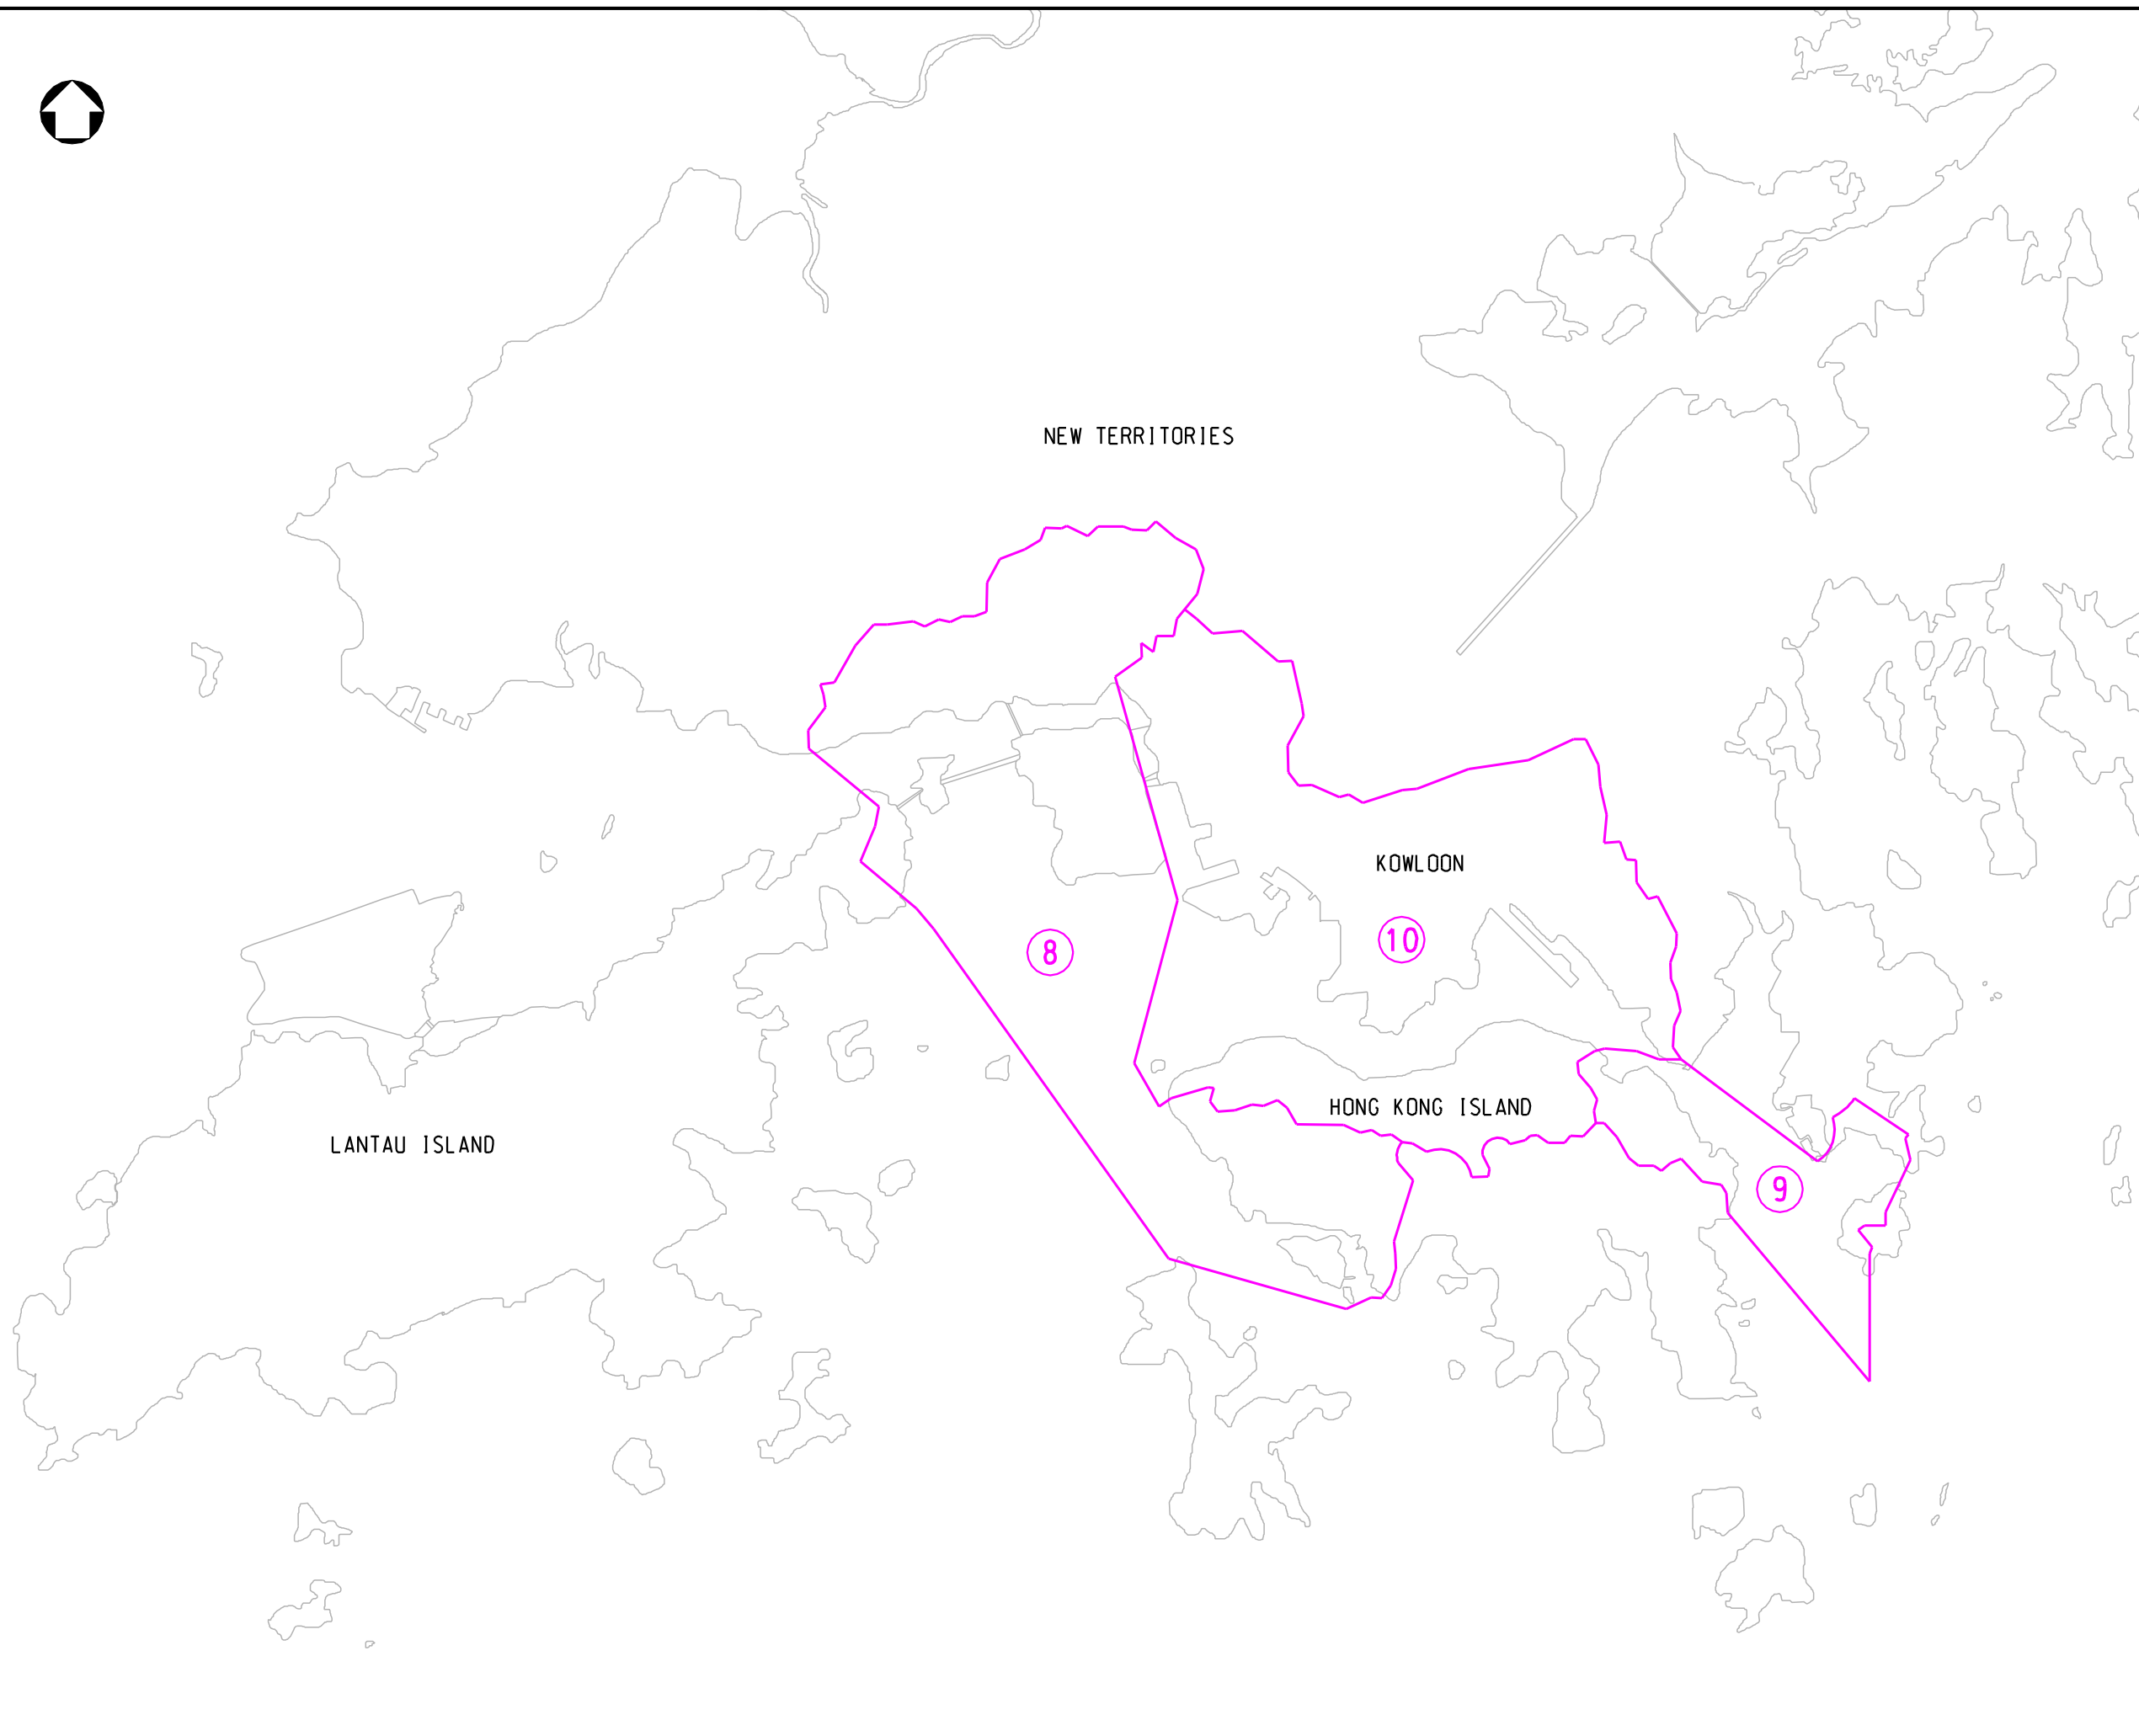 NEW TERRITORIES
KOWLOON
10
8
HONG KONG ISLAND
LANTAU ISLAND
9